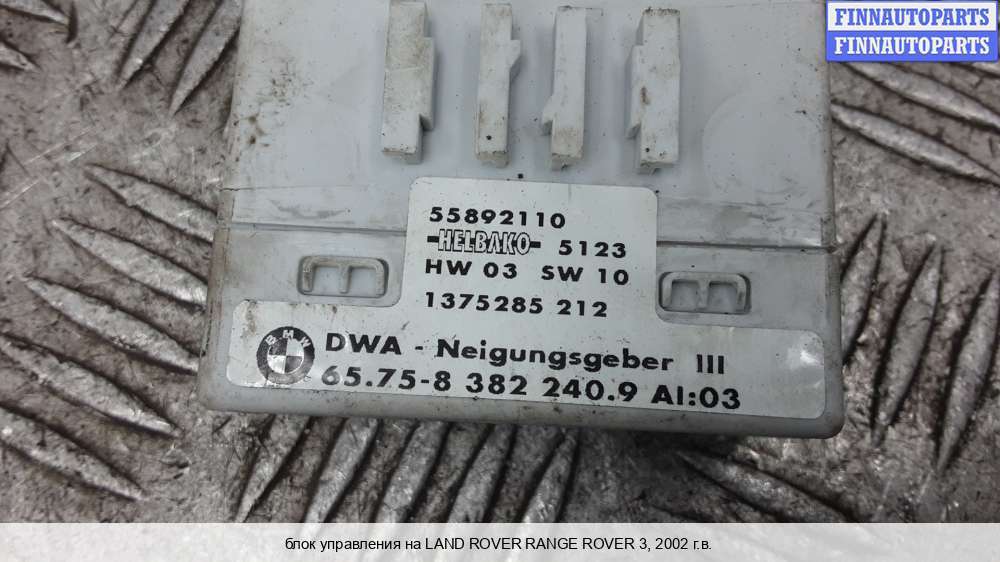 FINNAUTOPARTS
FINNAUTOPARTS
55892110
HELBAKO 5123
HW 03 SW 10
1375285 212
BMW
DWA - Neigungsgeber III
65.75-8 382 240.9 AI:03
блок управления на LAND ROVER RANGE ROVER 3, 2002 г.в.